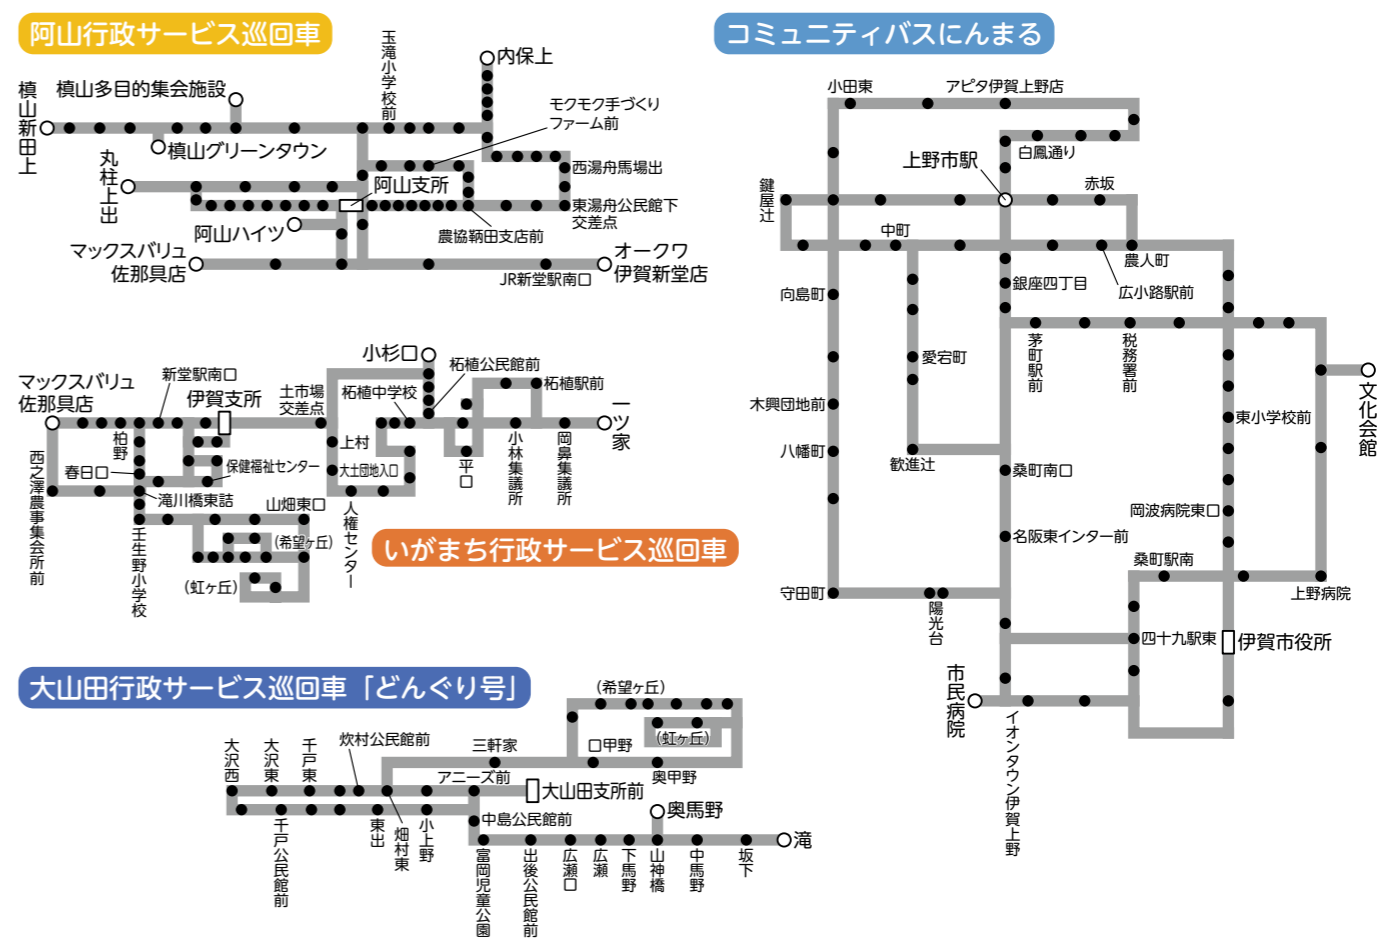 阿山行政サービス巡回車
玉滝小学校前
内保上
槙山新田上
槙山多目的集会施設
モクモク手づくり
ファーム前
槙山グリーンタウン
丸柱上出
阿山支所
西湯舟馬場出
東湯舟公民館下
交差点
阿山ハイツ
農協鞆田支店前
マックスバリュ
佐那具店
オークワ
伊賀新堂店
JR新堂駅南口
小杉口
柘植公民館前
マックスバリュ
佐那具店
新堂駅南口
伊賀支所
土市場
交差点
柘植中学校
柘植駅前
一ツ家
柏野
上村
春日口
保健福祉センター
大土団地入口
平口
小林集議所
岡鼻集議所
西之澤農事集会所前
滝川橋東詰
山畑東口
人権センター
壬生野小学校
(希望ヶ丘)
(虹ヶ丘)
いがまち行政サービス巡回車
大山田行政サービス巡回車「どんぐり号」
(希望ヶ丘)
(虹ヶ丘)
大沢西
大沢東
千戸東
炊村公民館前
三軒家
口甲野
奥甲野
アニーズ前
大山田支所前
奥馬野
千戸公民館前
東出
畑村東
小上野
中島公民館前
滝
富岡児童公園
出後公民館前
広瀬口
広瀬
下馬野
山神橋
中馬野
坂下
コミュニティバスにんまる
小田東
アピタ伊賀上野店
白鳳通り
上野市駅
鍵屋辻
赤坂
中町
農人町
銀座四丁目
広小路駅前
向島町
茅町駅前
税務署前
愛宕町
文化会館
木興団地前
東小学校前
八幡町
歓進辻
桑町南口
岡波病院東口
名阪東インター前
桑町駅南
守田町
陽光台
上野病院
四十九駅東
伊賀市役所
市民病院
イオンタウン伊賀上野